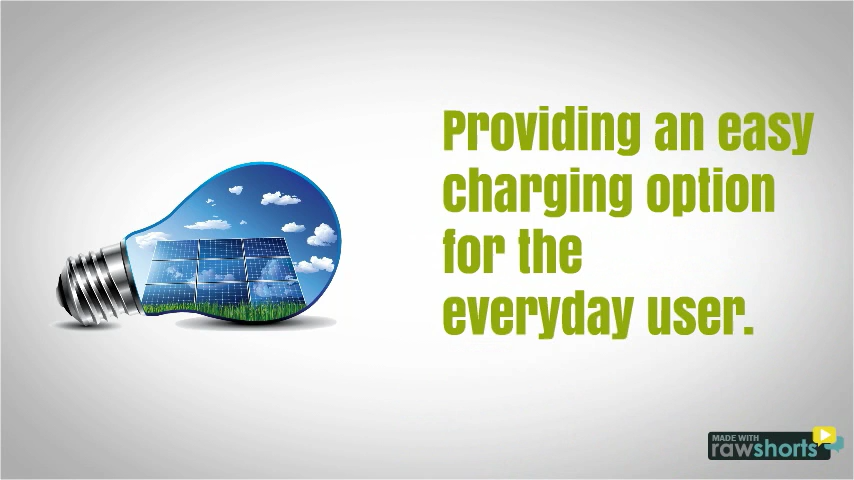 Providing an easy
charging option
for the
everyday user.
MADE WITH
rawshorts